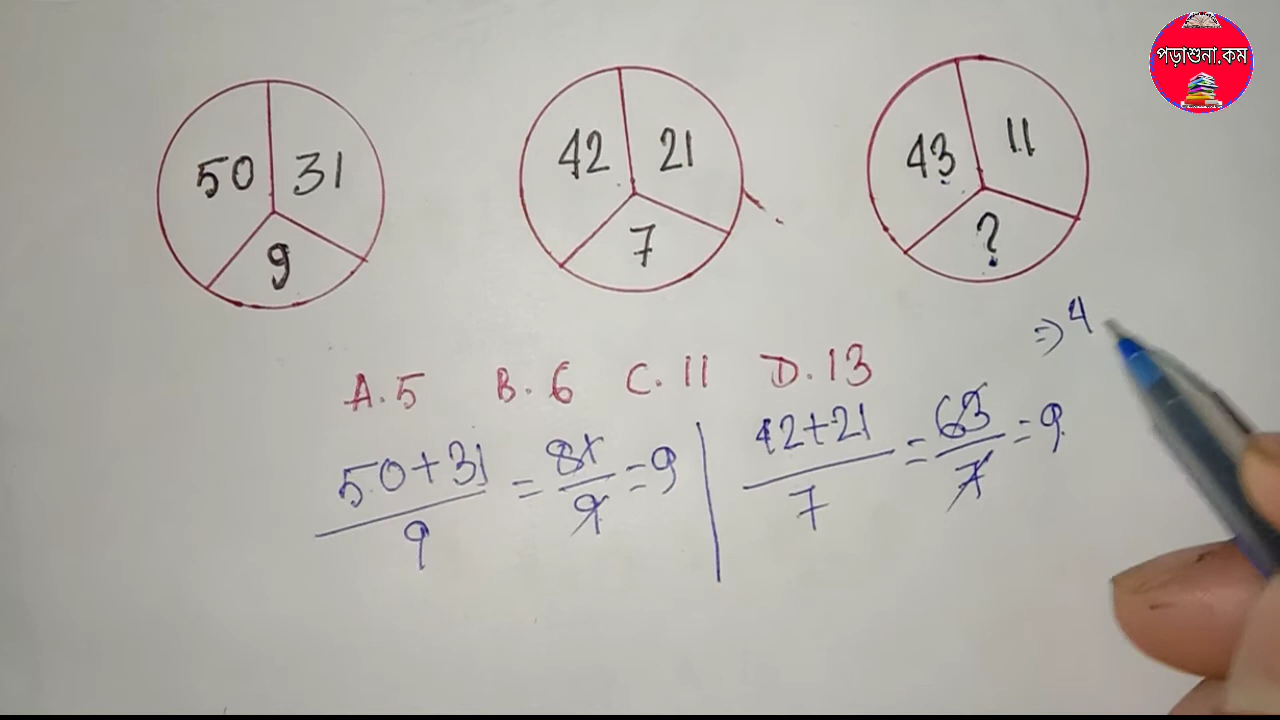 পড়াশুনা.কম
50 31 9
42 21 7
43 11 ?
⇒ 4
A. 5 B. 6 C. 11 D. 13
50+31/9 = 81/9 = 9 | 42+21/7 = 63/7 = 9